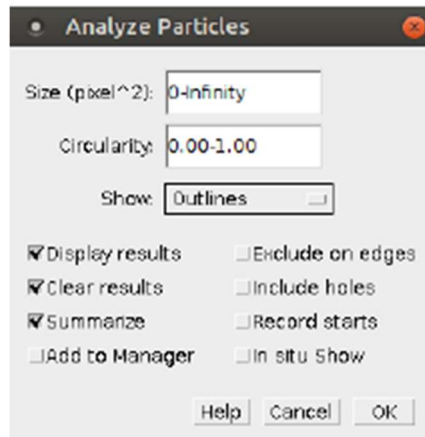 Analyze Particles
Size (pixel^2): 0-Infinity
Circularity: 0.00-1.00
Show: Outlines
Display results Exclude on edges
Clear results Include holes
Summarize Record starts
Add to Manager In situ Show
Help Cancel OK